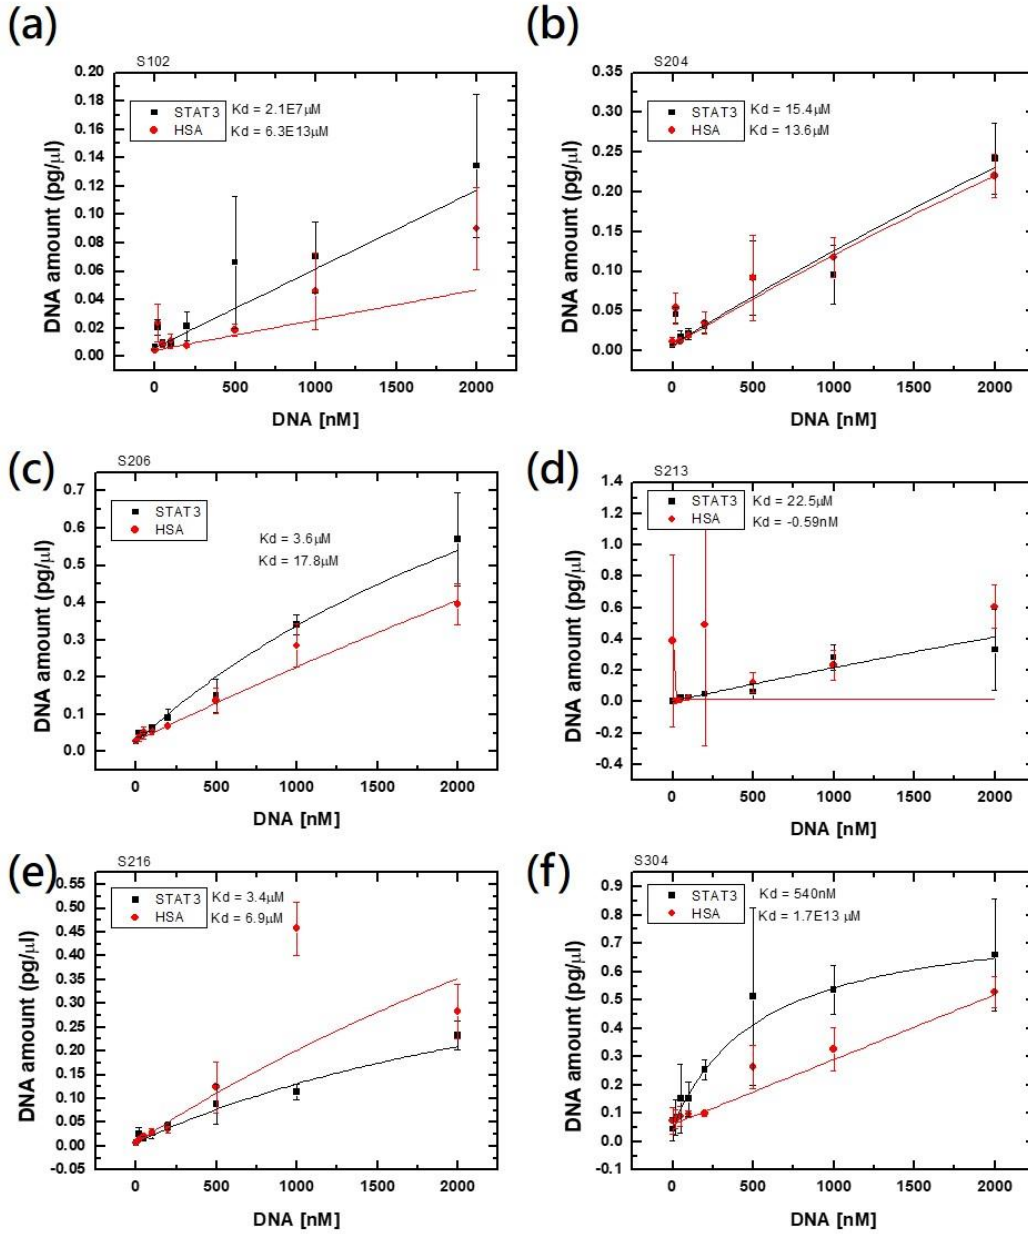 (a)
S102
0.20
0.18
0.16
0.14
0.12
0.10
0.08
0.06
0.04
0.02
0.00
DNA amount (pg/μl)
STAT3 Kd = 2.1E7μM
HSA Kd = 6.3E13μM
0 500 1000 1500 2000
DNA [nM]
(b)
S204
0.35
0.30
0.25
0.20
0.15
0.10
0.05
0.00
DNA amount (pg/μl)
STAT3 Kd = 15.4μM
HSA Kd = 13.6μM
0 500 1000 1500 2000
DNA [nM]
(c)
S206
0.7
0.6
0.5
0.4
0.3
0.2
0.1
0.0
DNA amount (pg/μl)
STAT3
HSA
Kd = 3.6μM
Kd = 17.8μM
0 500 1000 1500 2000
DNA [nM]
(d)
S213
1.4
1.2
1.0
0.8
0.6
0.4
0.2
0.0
-0.2
-0.4
DNA amount (pg/μl)
STAT3 Kd = 22.5μM
HSA Kd = -0.59nM
0 500 1000 1500 2000
DNA [nM]
(e)
S216
0.55
0.50
0.45
0.40
0.35
0.30
0.25
0.20
0.15
0.10
0.05
0.00
-0.05
DNA amount (pg/μl)
STAT3 Kd = 3.4μM
HSA Kd = 6.9μM
0 500 1000 1500 2000
DNA [nM]
(f)
S304
0.9
0.8
0.7
0.6
0.5
0.4
0.3
0.2
0.1
0.0
-0.1
DNA amount (pg/μl)
STAT3 Kd = 540nM
HSA Kd = 1.7E13 μM
0 500 1000 1500 2000
DNA [nM]